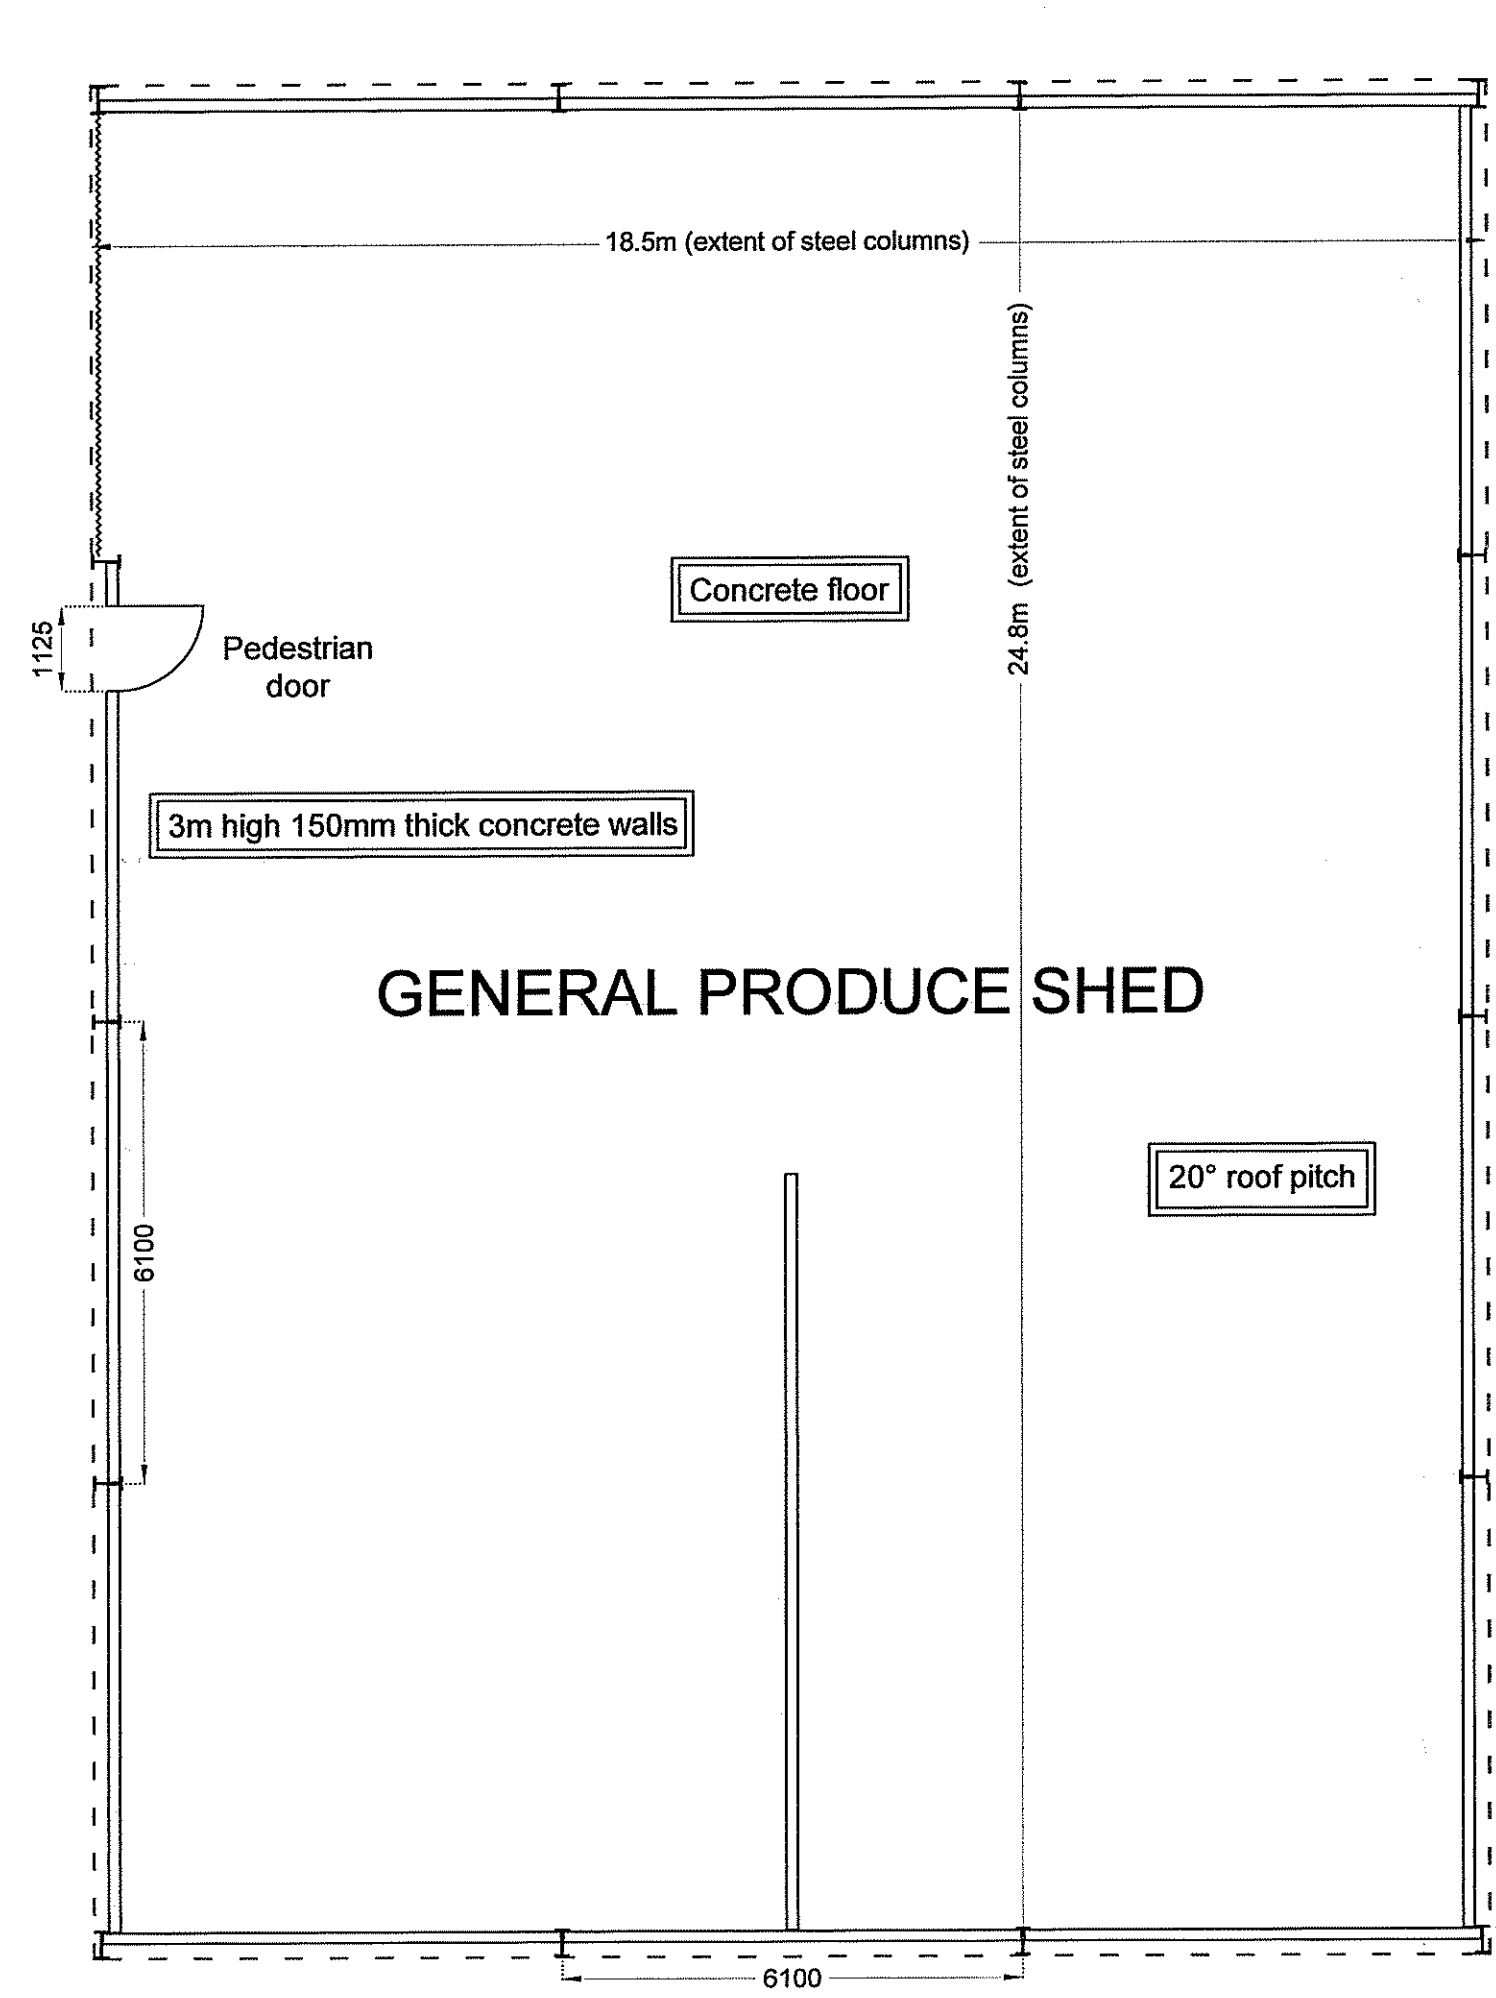 18.5m (extent of steel columns)
24.8m (extent of steel columns)
Concrete floor
1125
Pedestrian
door
3m high 150mm thick concrete walls
GENERAL PRODUCE SHED
20° roof pitch
6100
6100